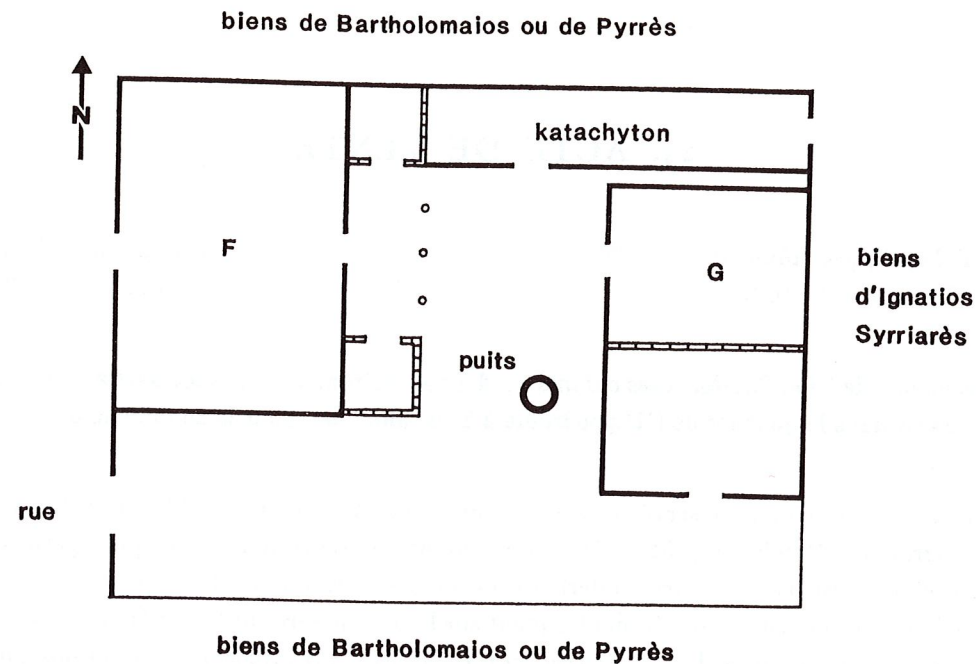 biens de Bartholomaios ou de Pyrrès
N
katachyton
F
G
biens
d'Ignatios
Syrriarès
puits
rue
biens de Bartholomaios ou de Pyrrès